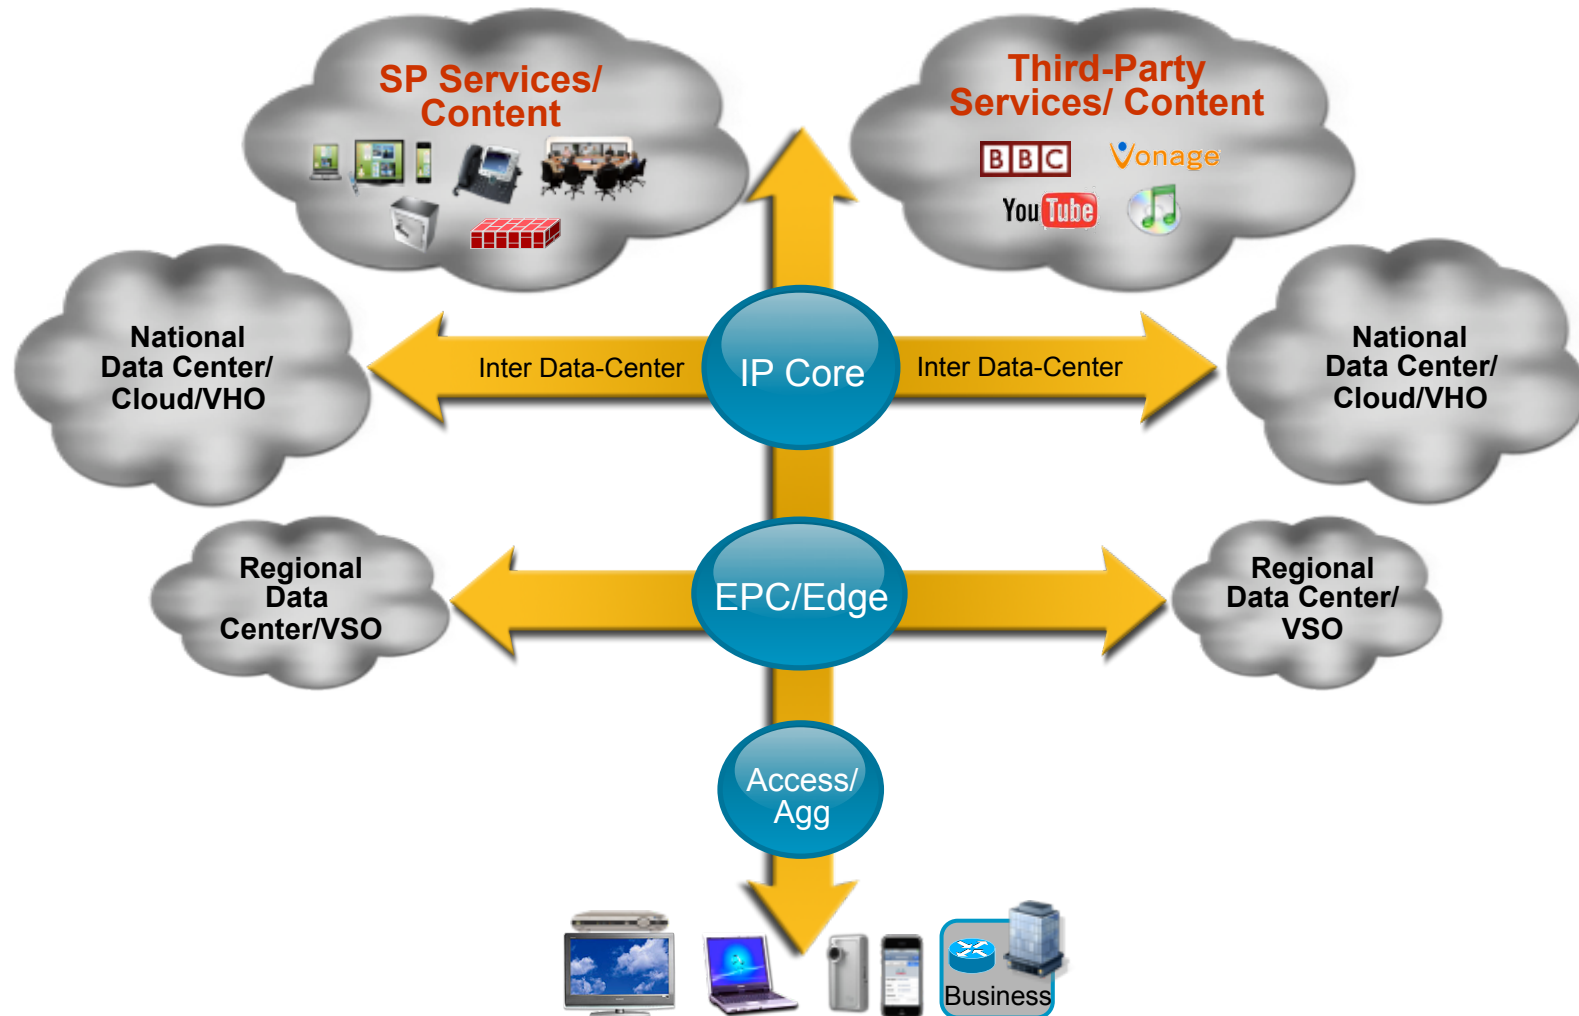 SP Services/
Content
Third-Party
Services/ Content
BBC
Vonage
YouTube
National
Data Center/
Cloud/VHO
Inter Data-Center
IP Core
Inter Data-Center
National
Data Center/
Cloud/VHO
Regional
Data
Center/VSO
EPC/Edge
Regional
Data Center/
VSO
Access/
Agg
Business